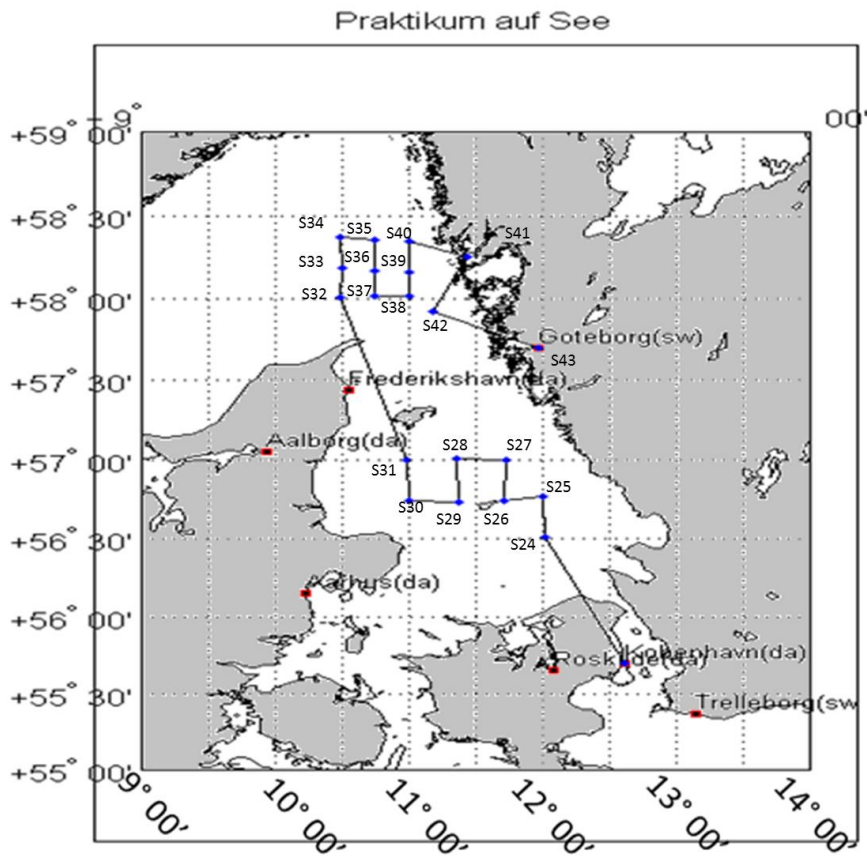 Praktikum auf See
+ 9°
00'
+59° 00'
+58° 30'
S34 S35 S40 S41
S33 S36 S39
+58° 00' S32 S37 S38
S42
Goteborg(sw)
S43
+57° 30' Frederikshavn(da)
Aalborg(da)
S28 S27
+57° 00'
S31
S25
S30 S29 S26
+56° 30' S24
Aarhus(da)
+56° 00'
Kobenhavn(da)
Roskilde(da)
+55° 30'
Trelleborg(sw
+55° 00'
9° 00' 10° 00' 11° 00' 12° 00' 13° 00' 14° 00'